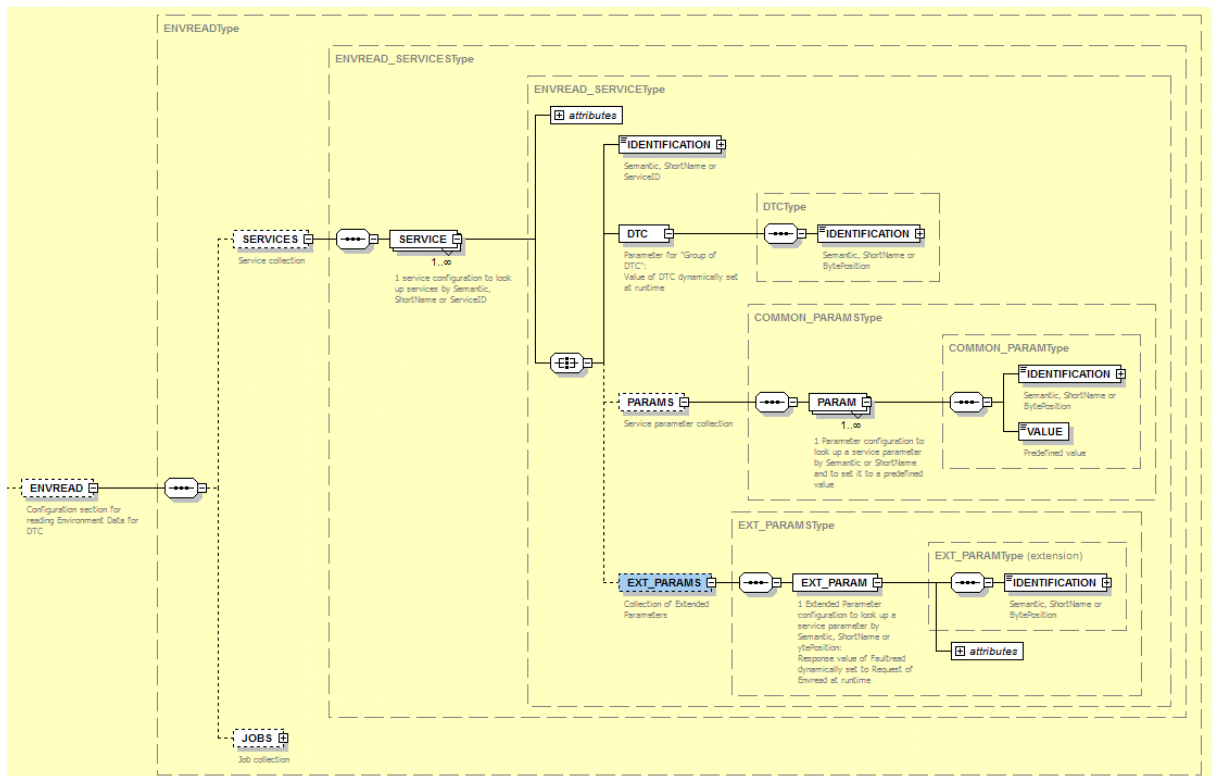 ENVREADType
ENVREAD_SERVICESType
ENVREAD_SERVICEType
attributes
IDENTIFICATION
Semantic, ShortName or
ServiceID
DTCType
SERVICES
Service collection
SERVICE
1..∞
1 service configuration to look
up services by Semantic,
ShortName or ServiceID
DTC
Parameter for "Group of
DTC":
Value of DTC dynamically set
at runtime
IDENTIFICATION
Semantic, ShortName or
BytePosition
COMMON_PARAMSType
COMMON_PARAMType
PARAMS
Service parameter collection
PARAM
1..∞
1 Parameter configuration to
look up a service parameter
by Semantic or ShortName
and to set it to a predefined
value
IDENTIFICATION
Semantic, ShortName or
BytePosition
VALUE
Predefined value
ENVREAD
Configuration section for
reading Environment Data for
DTC
EXT_PARAMSType
EXT_PARAMType (extension)
EXT_PARAMS
Collection of Extended
Parameters
EXT_PARAM
1 Extended Parameter
configuration to look up a
service parameter by
Semantic, ShortName or
ytePosition:
Response value of Faultread
dynamically set to Request of
Envread at runtime
IDENTIFICATION
Semantic, ShortName or
BytePosition
attributes
JOBS
Job collection